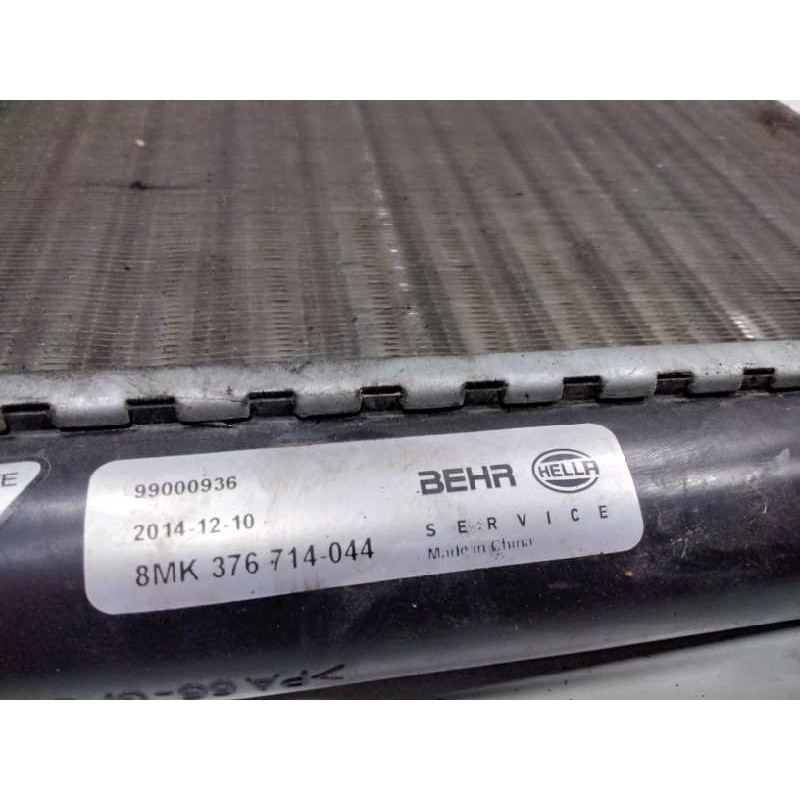 99000936
2014-12-10
8MK 376 714-044
BEHR HELLA
SERVICE
Made in China